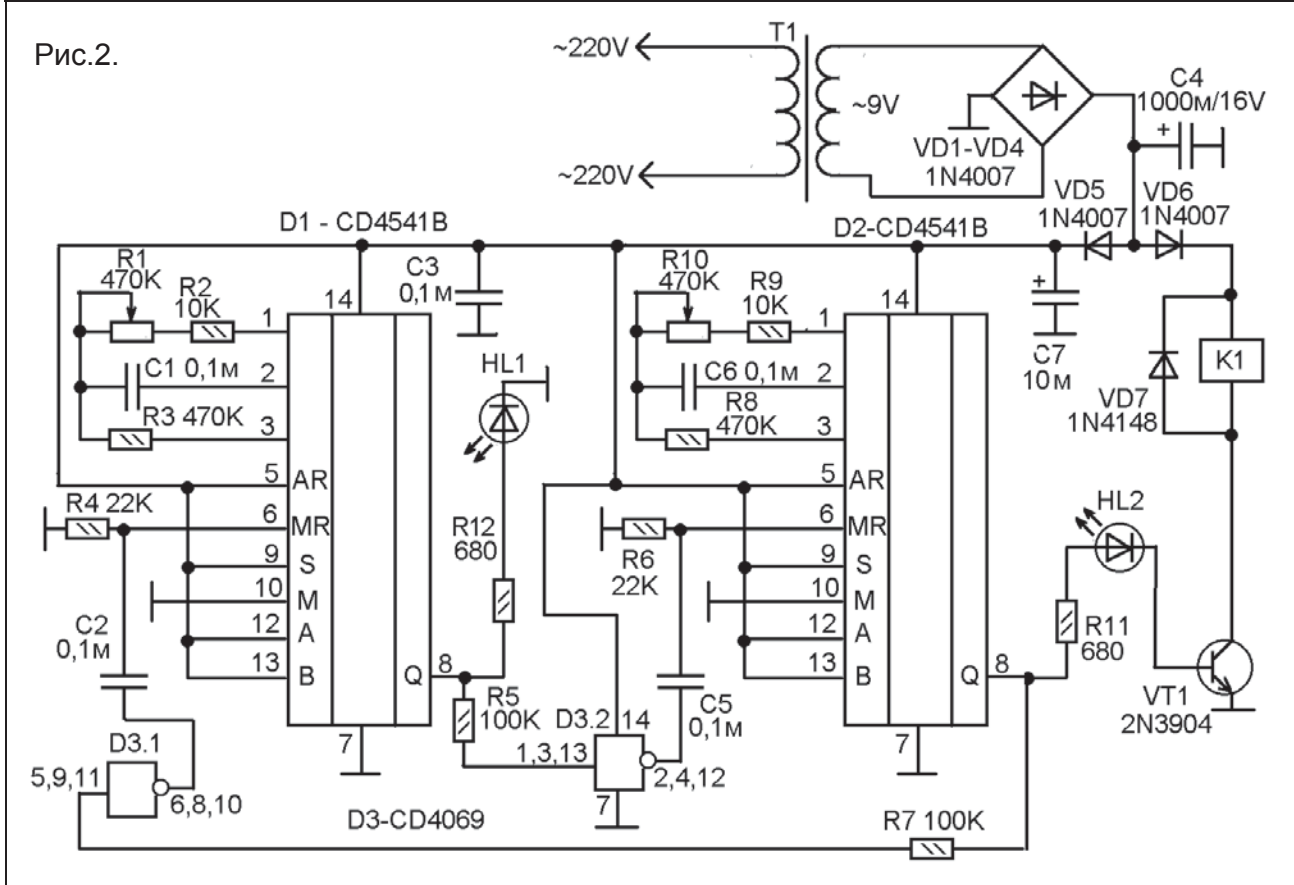 Рис.2.
~220V
T1
~9V
~220V
VD1-VD4
1N4007
C4
1000м/16V
+
VD5
1N4007
VD6
1N4007
D1 - CD4541B
D2-CD4541B
R1
470K
R2
10K
14
C3
0,1м
R10
470K
R9
10K
14
+
C7
10м
1
C1 0,1м
2
R3 470K
3
HL1
1
C6 0,1м
2
R8
470K
3
VD7
1N4148
K1
5
AR
R4 22K
6
MR
9
S
10
M
12
A
13
B
Q
8
7
R12
680
5
AR
R6
22K
6
MR
9
S
10
M
12
A
13
B
Q
8
7
HL2
R11
680
VT1
2N3904
C2
0,1м
R5
100K
D3.2
14
C5
0,1м
D3.1
5,9,11
6,8,10
1,3,13
2,4,12
7
D3-CD4069
R7 100K